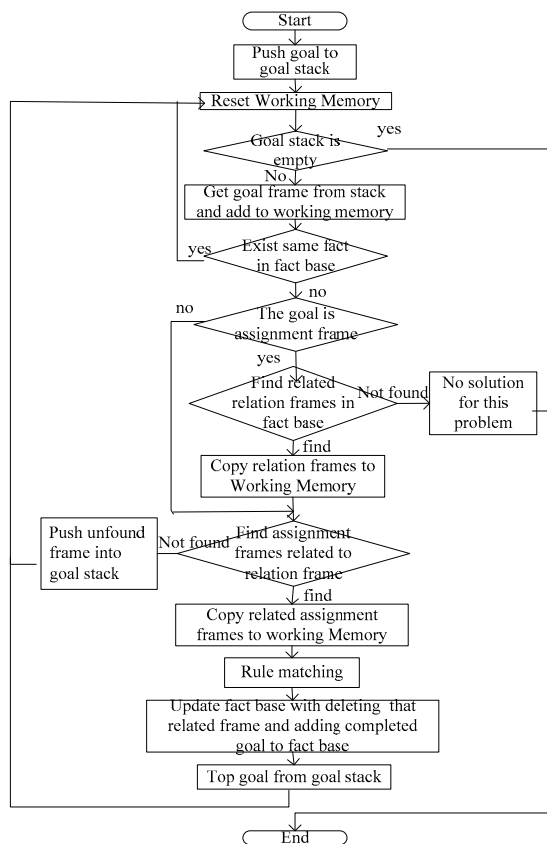 Start
Push goal to
goal stack
Reset Working Memory
yes
Goal stack is
empty
No
Get goal frame from stack
and add to working memory
yes
Exist same fact
in fact base
no
no
The goal is
assignment frame
yes
Find related
relation frames in
fact base
Not found
No solution
for this
problem
find
Copy relation frames to
Working Memory
Push unfound
frame into
goal stack
Not found
Find assignment
frames related to
relation frame
find
Copy related assignment
frames to working Memory
Rule matching
Update fact base with deleting that
related frame and adding completed
goal to fact base
Top goal from goal stack
End